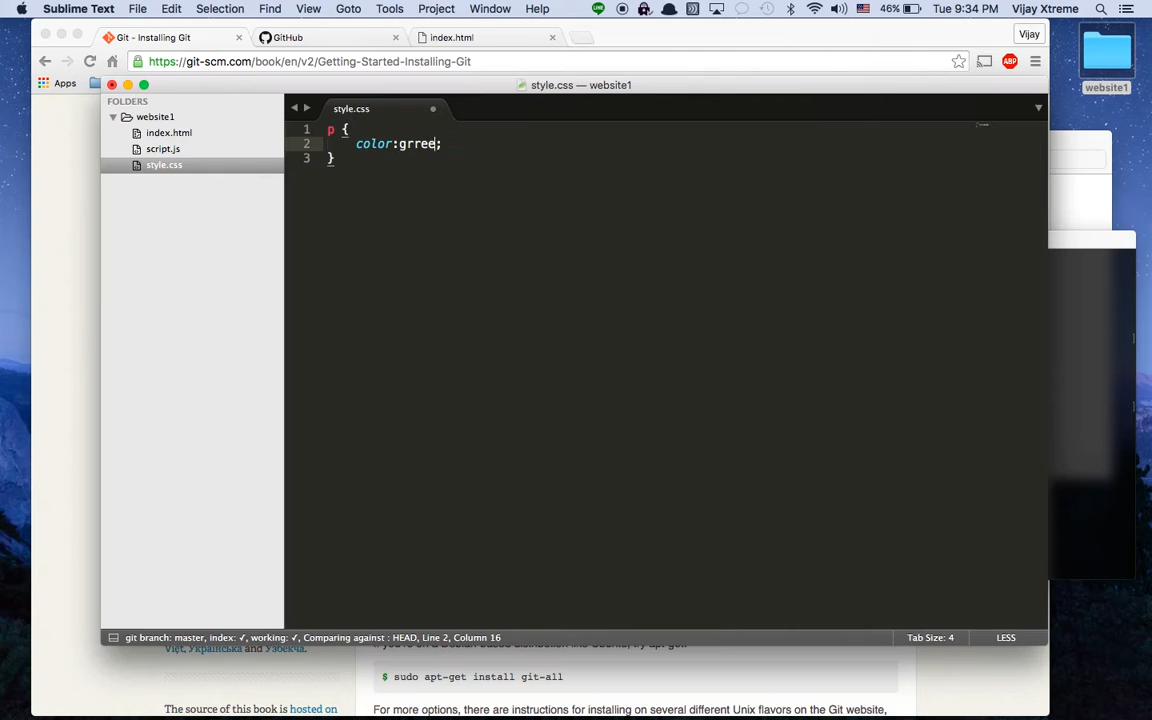 Sublime Text File Edit Selection Find View Goto Tools Project Window Help 46% Tue 9:34 PM Vijay Xtreme
Git - Installing Git GitHub index.html Vijay
https://git-scm.com/book/en/v2/Getting-Started-Installing-Git ABP
Apps
website1
style.css — website1
FOLDERS
website1
index.html
script.js
style.css
style.css
1 p {
2 color:grree;
3 }
git branch: master, index: ✓, working: ✓, Comparing against : HEAD, Line 2, Column 16 Tab Size: 4 LESS
Việt, Українська and Ўзбекча.
$ sudo apt-get install git-all
The source of this book is hosted on
For more options, there are instructions for installing on several different Unix flavors on the Git website,